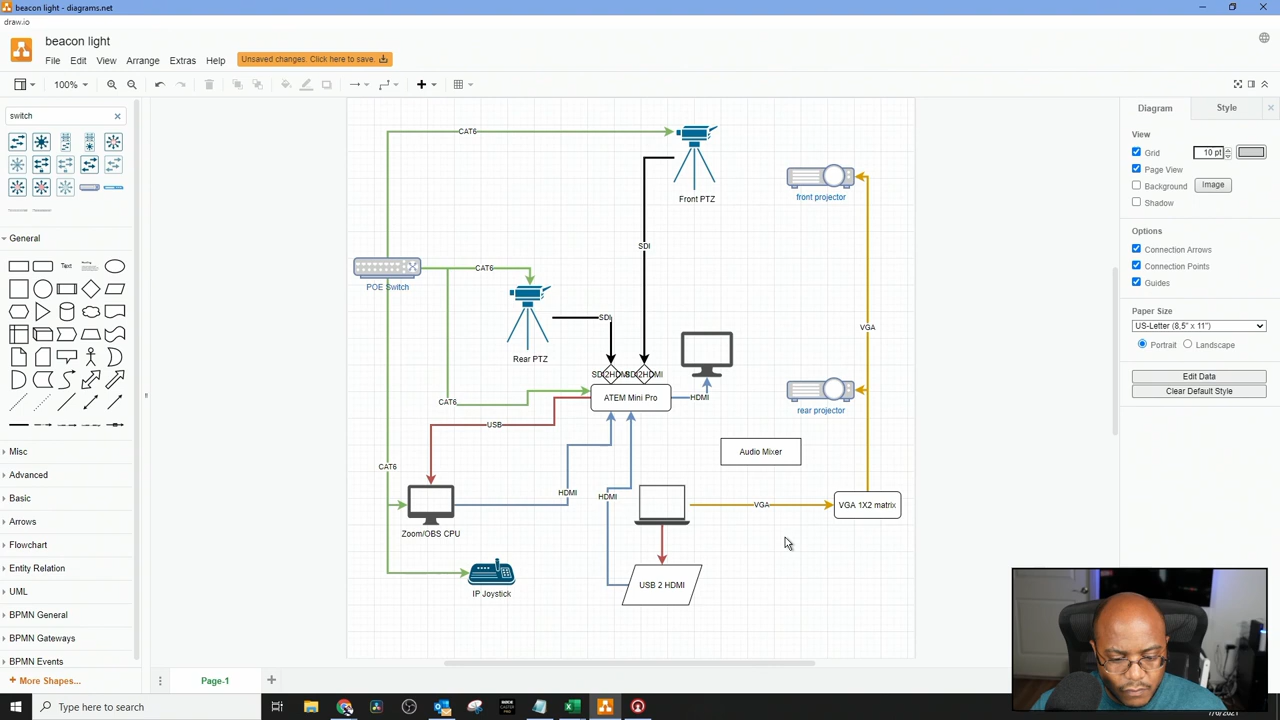 beacon light - diagrams.net
draw.io
beacon light
File Edit View Arrange Extras Help
Unsaved changes. Click here to save.
100%
switch
General
Text
Heading
Misc
Advanced
Basic
Arrows
Flowchart
Entity Relation
UML
BPMN General
BPMN Gateways
BPMN Events
+ More Shapes...
CAT6
Front PTZ
front projector
SDI
POE Switch
CAT6
SDI
Rear PTZ
VGA
SDI2HDMI
SDI2HDMI
ATEM Mini Pro
HDMI
CAT6
rear projector
USB
Audio Mixer
CAT6
HDMI
HDMI
VGA
VGA 1X2 matrix
Zoom/OBS CPU
IP Joystick
USB 2 HDMI
Diagram Style
View
Grid 10 pt
Page View
Background Image
Shadow
Options
Connection Arrows
Connection Points
Guides
Paper Size
US-Letter (8,5" x 11")
Portrait Landscape
Edit Data
Clear Default Style
Page-1
Type here to search